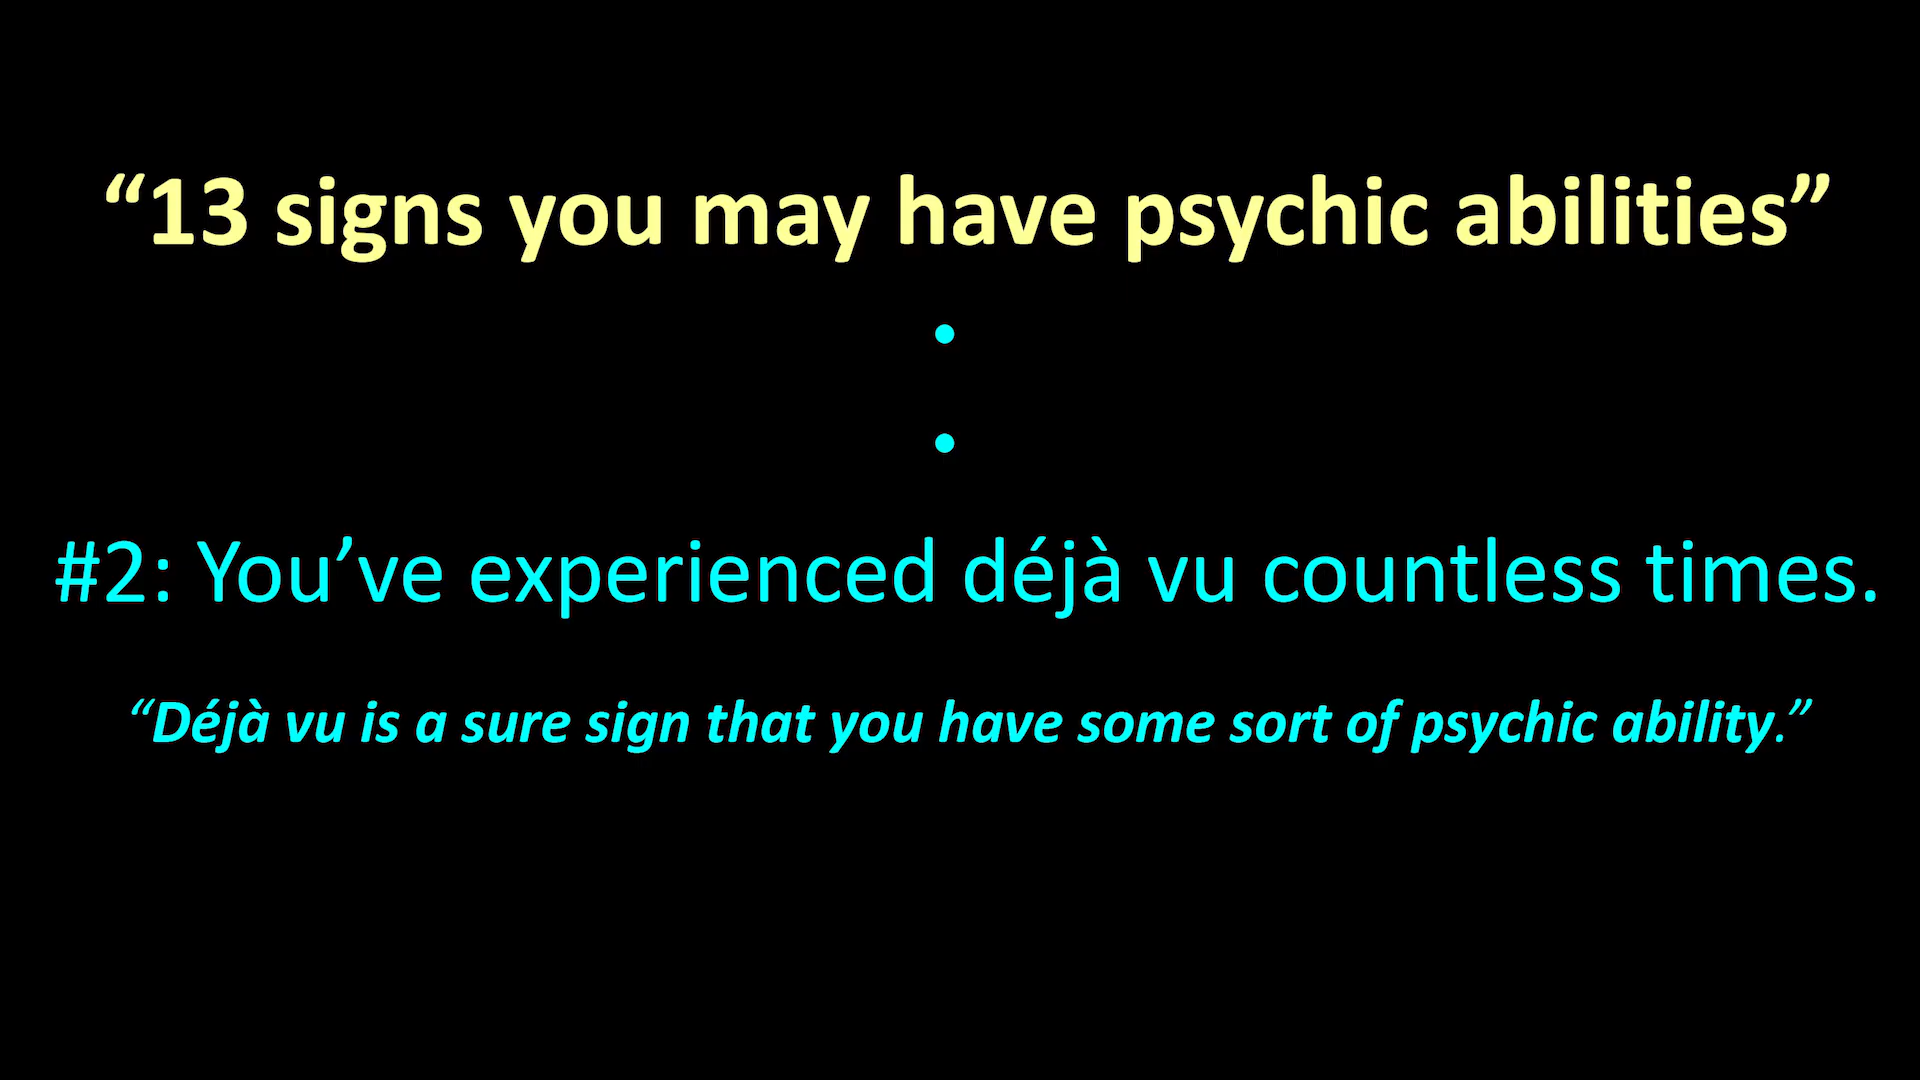 “13 signs you may have psychic abilities”
•
•
#2: You’ve experienced déjà vu countless times.
“Déjà vu is a sure sign that you have some sort of psychic ability.”